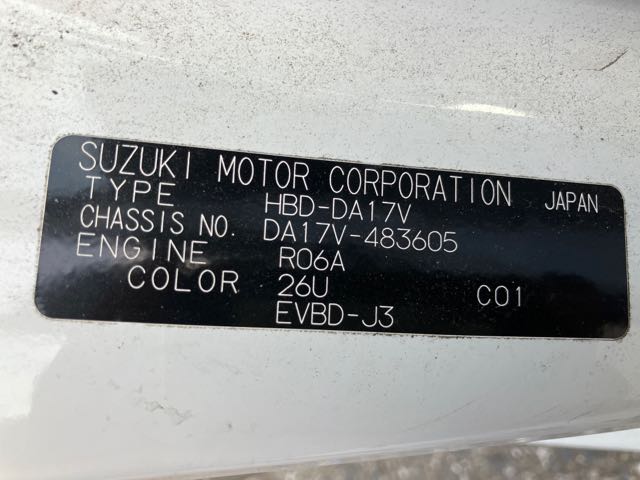 SUZUKI MOTOR CORPORATION JAPAN
TYPE HBD-DA17V
CHASSIS NO. DA17V-483605
ENGINE R06A
COLOR 26U C01
EVBD-J3